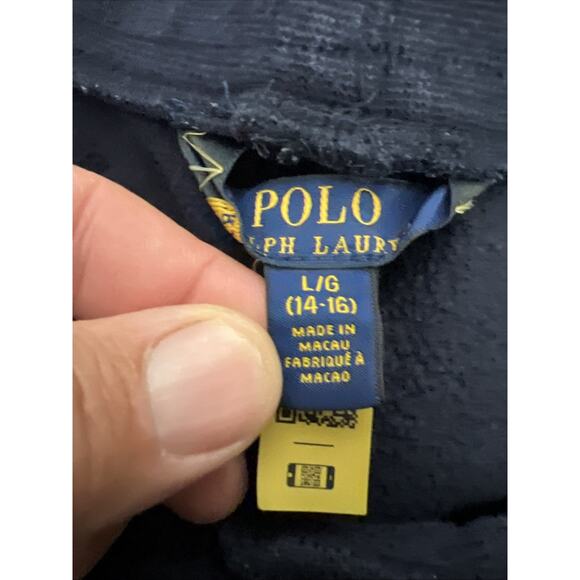 POLO
LPH LAUR
L/G
(14-16)
MADE IN
MACAU
FABRIQUÉ À
MACAO